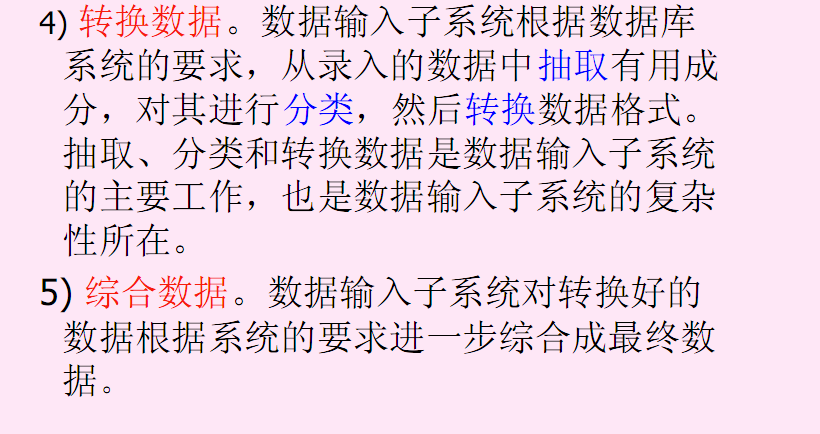 4) 转换数据。数据输入子系统根据数据库
系统的要求，从录入的数据中抽取有用成
分，对其进行分类，然后转换数据格式。
抽取、分类和转换数据是数据输入子系统
的主要工作，也是数据输入子系统的复杂
性所在。
5) 综合数据。数据输入子系统对转换好的
数据根据系统的要求进一步综合成最终数
据。